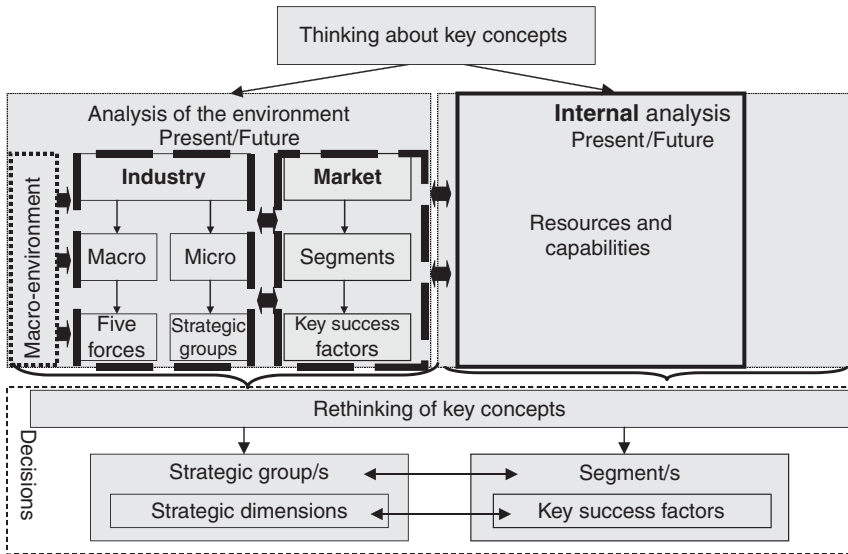 Thinking about key concepts
Analysis of the environment
Present/Future
Internal analysis
Present/Future
Macro-environment
Industry
Market
Resources and
capabilities
Macro
Micro
Segments
Five
forces
Strategic
groups
Key success
factors
Decisions
Rethinking of key concepts
Strategic group/s
Segment/s
Strategic dimensions
Key success factors